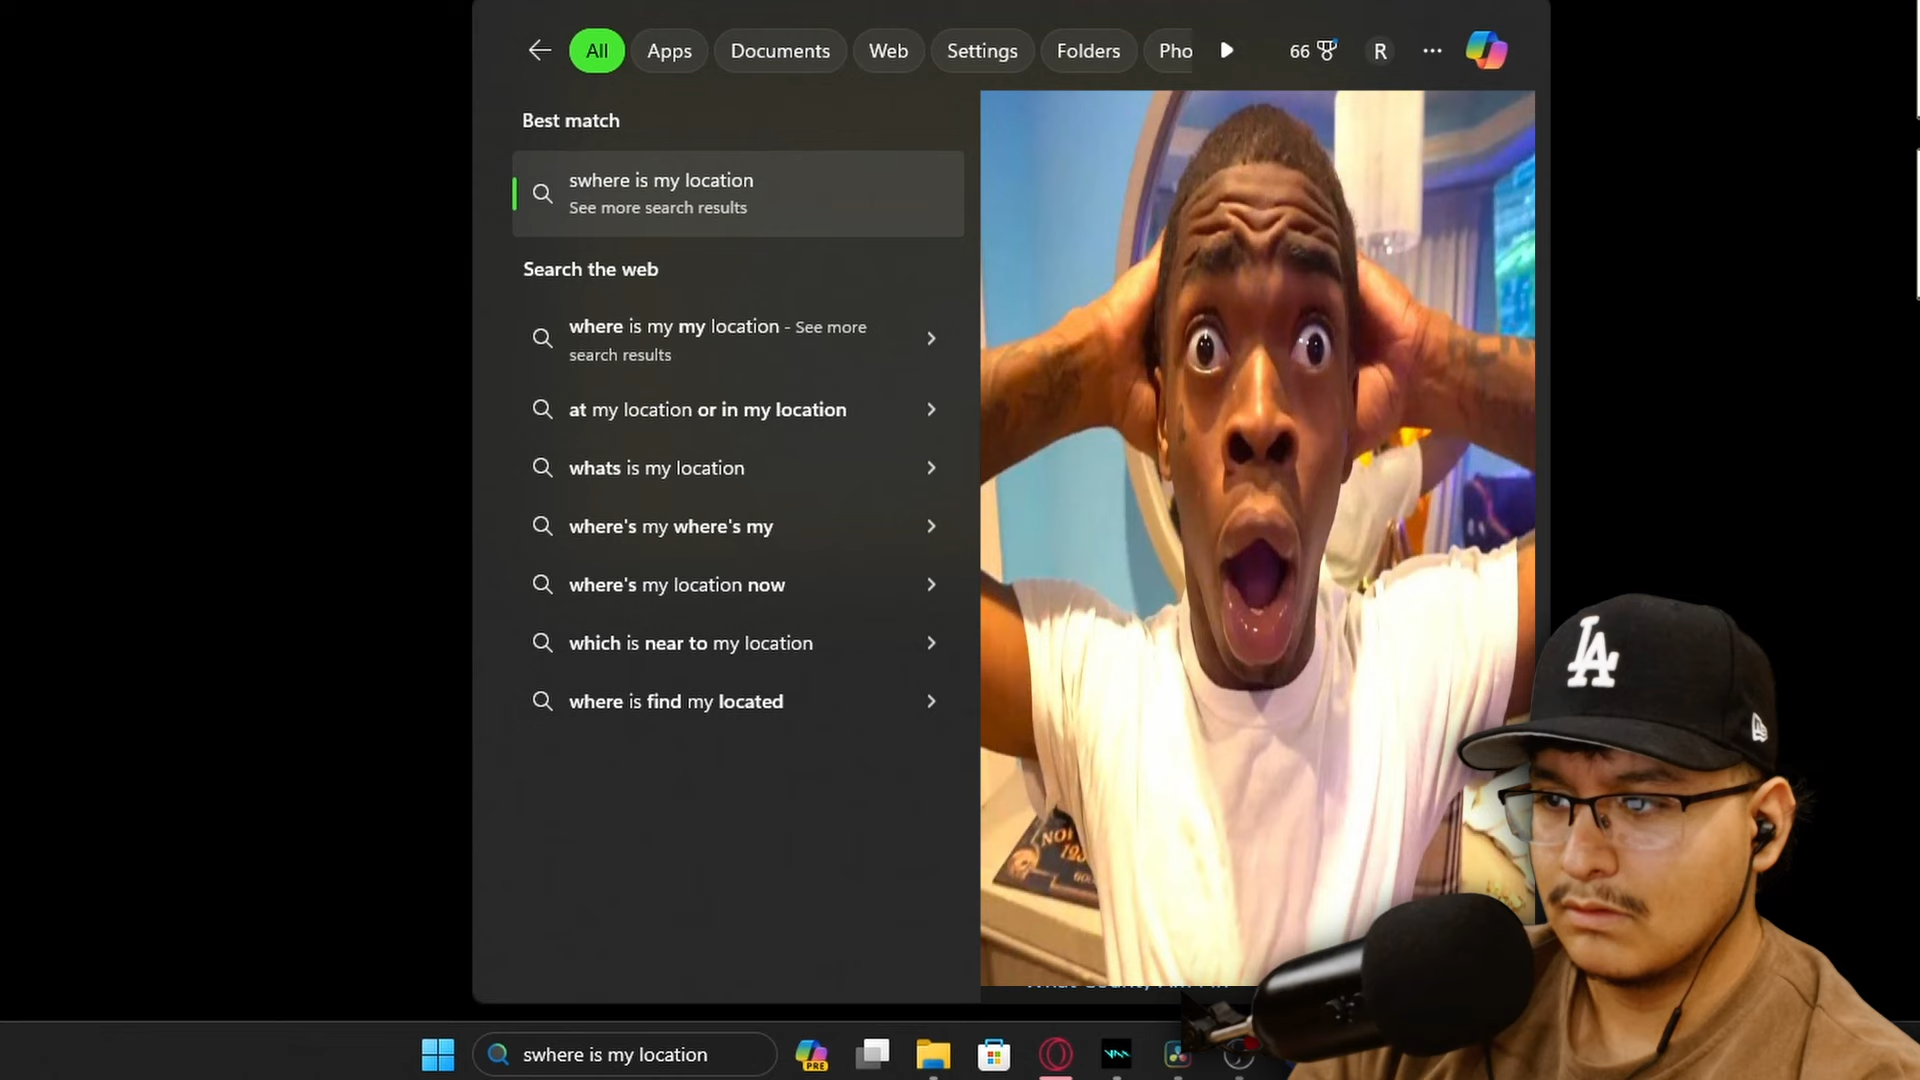 All
Apps
Documents
Web
Settings
Folders
Pho
66
R
Best match
swhere is my location
See more search results
Search the web
where is my my location - See more
search results
at my location or in my location
whats is my location
where's my where's my
where's my location now
which is near to my location
where is find my located
LA
swhere is my location
PRE